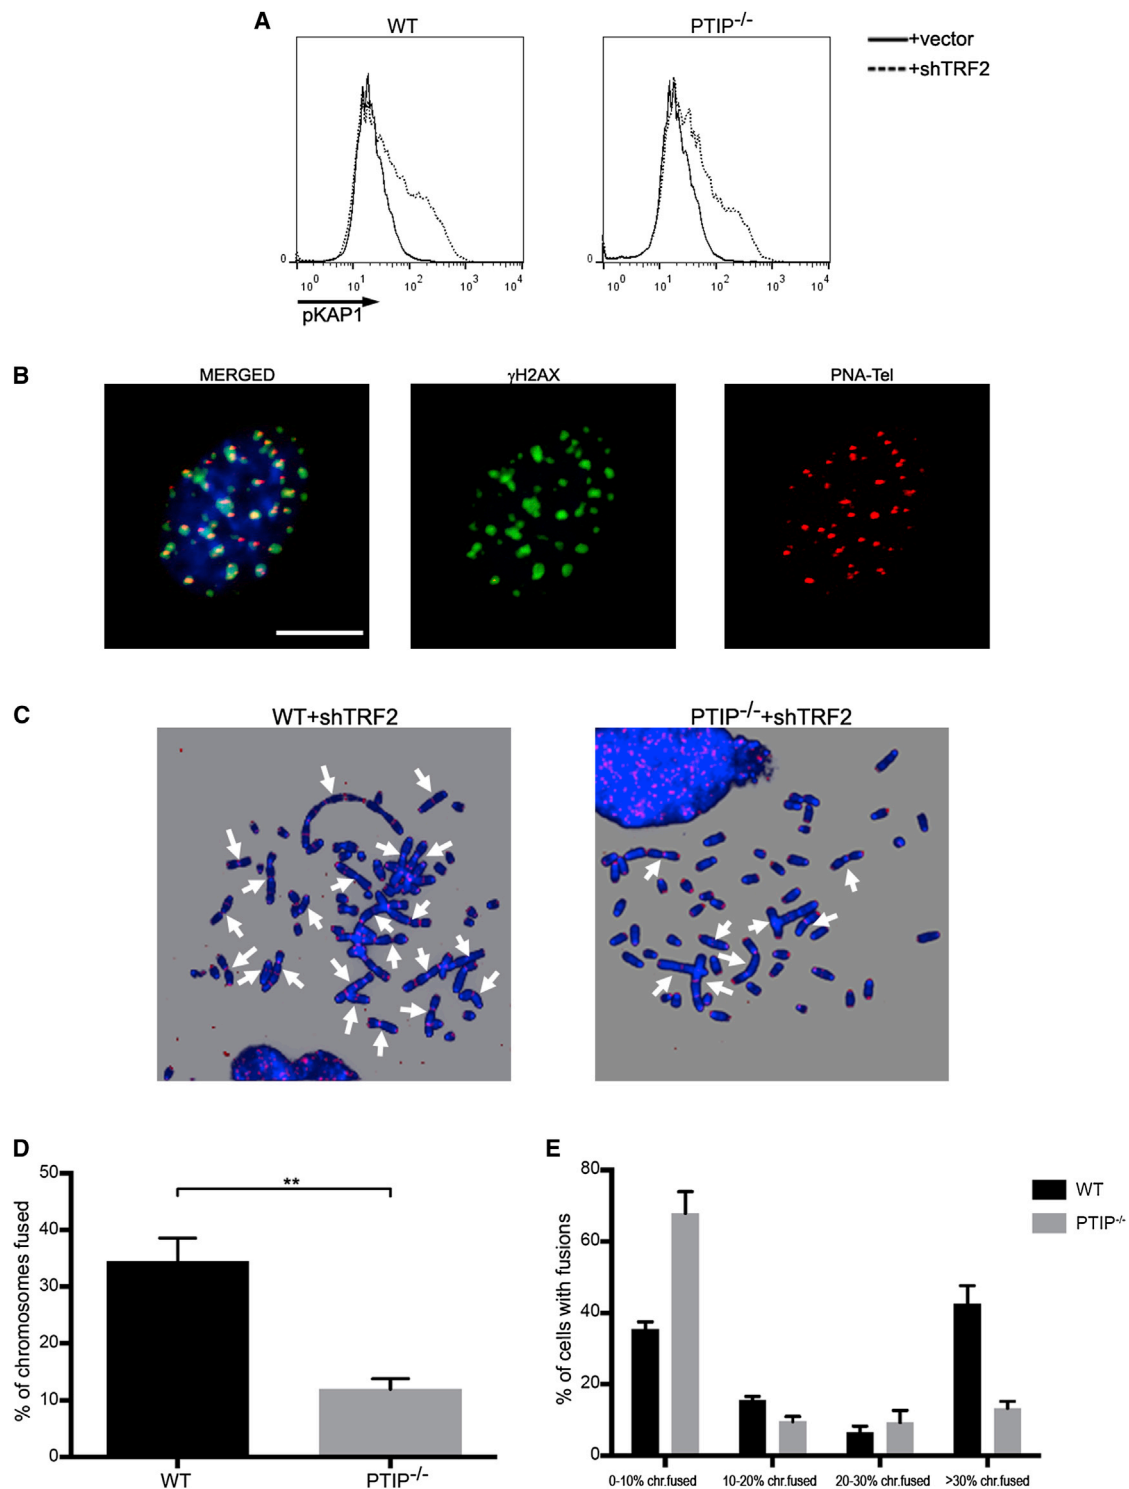 A
WT
PTIP-/-
+vector
+shTRF2
0
10^0 10^1 10^2 10^3 10^4
0
10^0 10^1 10^2 10^3 10^4
pKAP1
B
MERGED
γH2AX
PNA-Tel
C
WT+shTRF2
PTIP-/-+shTRF2
D
% of chromosomes fused
50
40
30
20
10
0
**
WT
PTIP-/-
E
% of cells with fusions
80
60
40
20
0
0-10% chr.fused
10-20% chr.fused
20-30% chr.fused
>30% chr.fused
WT
PTIP-/-